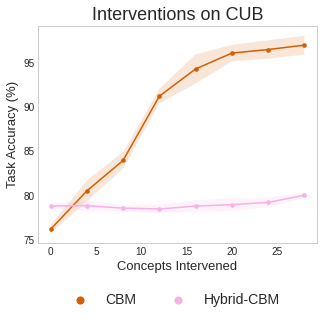 Interventions on CUB
Task Accuracy (%)
95
90
85
80
75
0 5 10 15 20 25
Concepts Intervened
CBM Hybrid-CBM